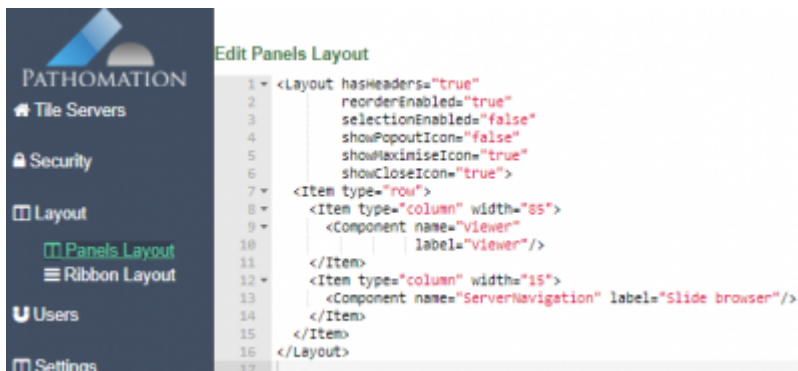 PATHOMATION
Tile Servers
Security
Layout
Panels Layout
Ribbon Layout
Users
Settings
Edit Panels Layout
1 <Layout hasHeaders="true"
2 reorderEnabled="true"
3 selectionEnabled="false"
4 showPopoutIcon="false"
5 showMaximiseIcon="true"
6 showCloseIcon="true">
7 <Item type="row">
8 <Item type="column" width="85">
9 <Component name="Viewer"
10 label="Viewer"/>
11 </Item>
12 <Item type="column" width="15">
13 <Component name="ServerNavigation" label="Slide browser"/>
14 </Item>
15 </Item>
16 </Layout>
17